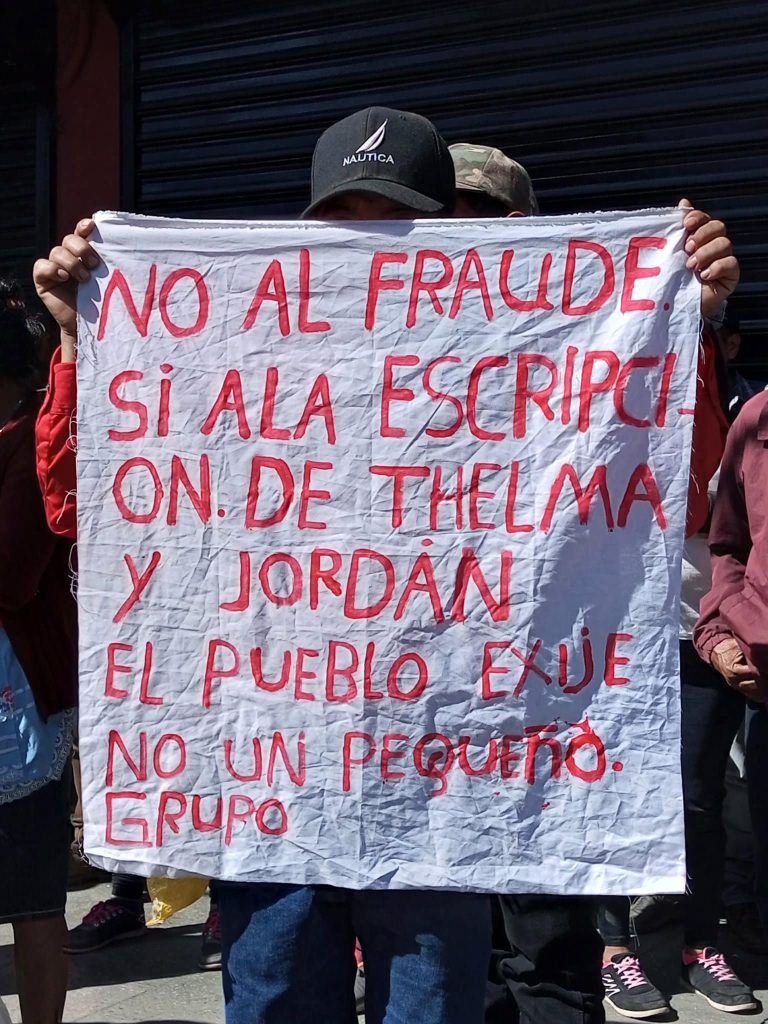 NAUTICA
NO AL FRAUDE.
Si ALA ESCRIPCI-
ON. DE THELMA
Y JORDÁN
EL PUEBLO EXIJE
NO UN PEQUEÑO.
GRUPO